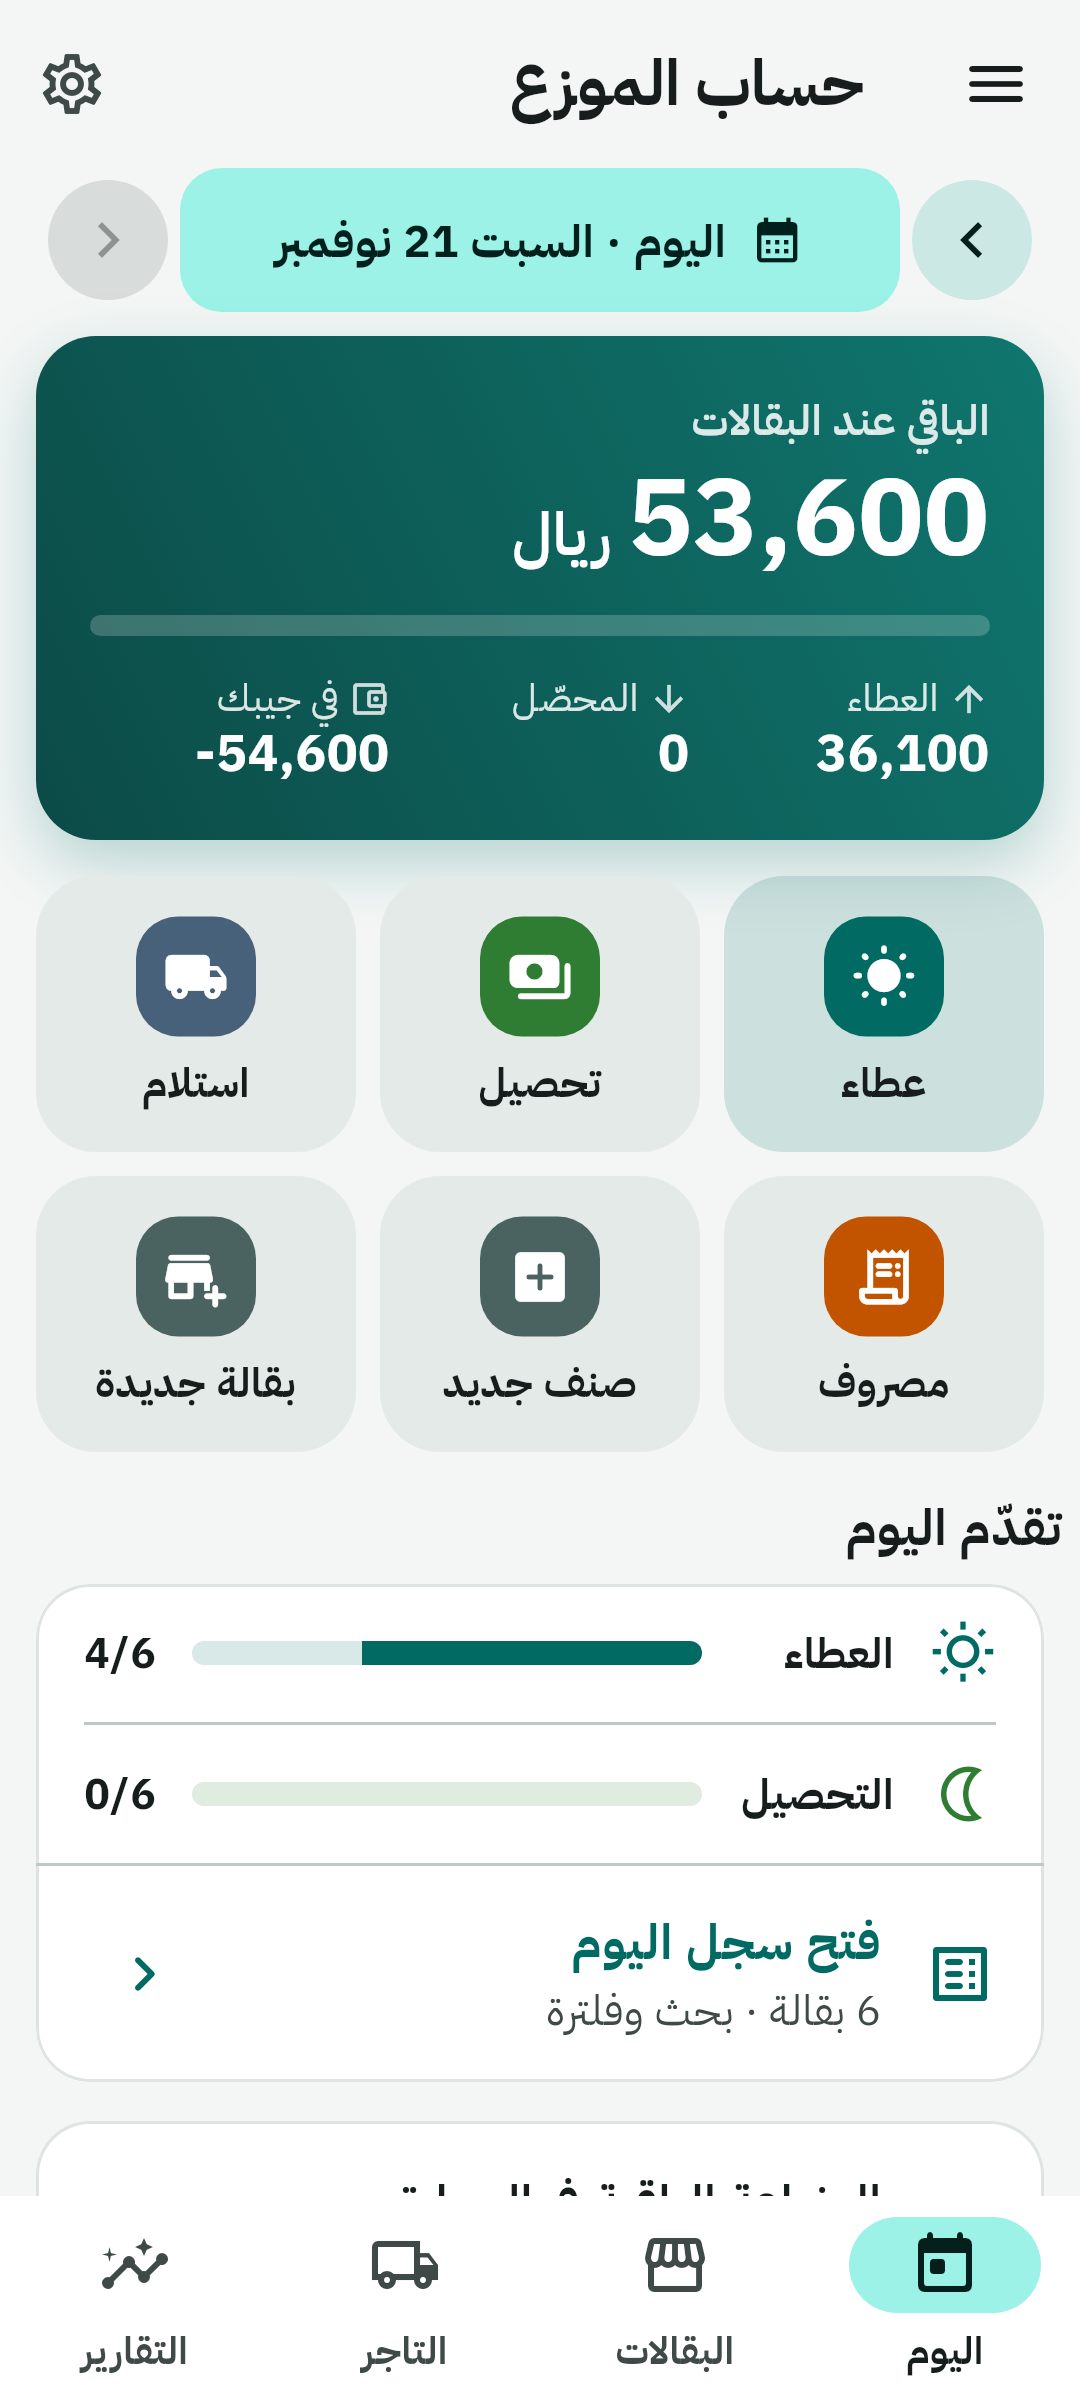 حساب الموزع
اليوم · السبت 21 نوفمبر
الباقي عند البقالات
53,600 ريال
العطاء
المحصّل
في جيبك
36,100
0
-54,600
عطاء
تحصيل
استلام
مصروف
صنف جديد
بقالة جديدة
تقدّم اليوم
العطاء
4/6
التحصيل
0/6
فتح سجل اليوم
6 بقالة · بحث وفلترة
اليوم
البقالات
التاجر
التقارير